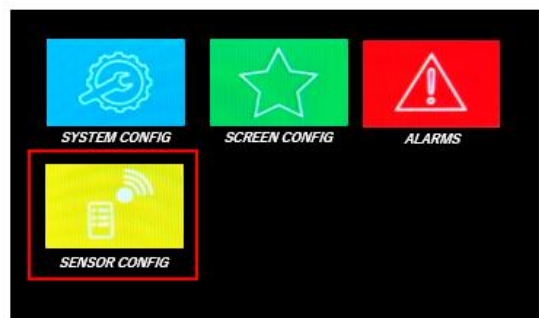 SYSTEM CONFIG
SCREEN CONFIG
ALARMS
SENSOR CONFIG